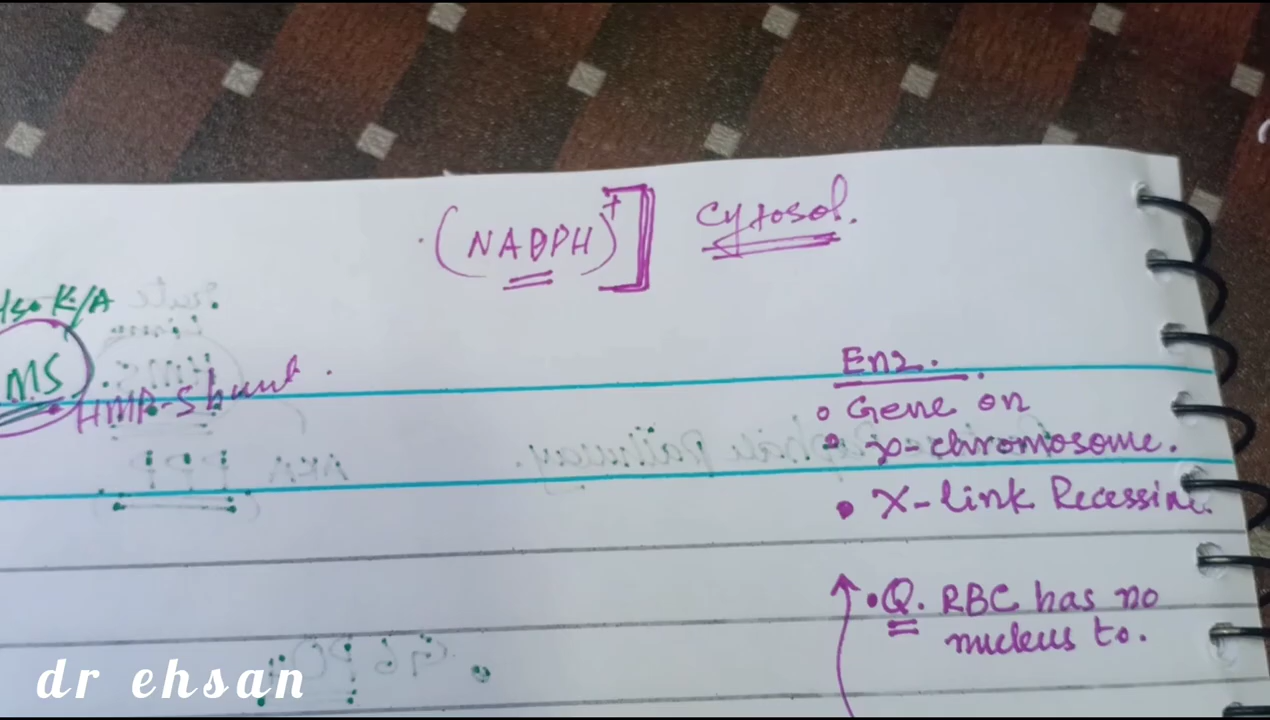 (NADPH)+] Cytosol.
K/A
MS
HMP-Shunt.
Enz.
Gene on
X-chromosome.
• X-link Recessive.
• Q. RBC has no
nucleus to.
dr ehsan